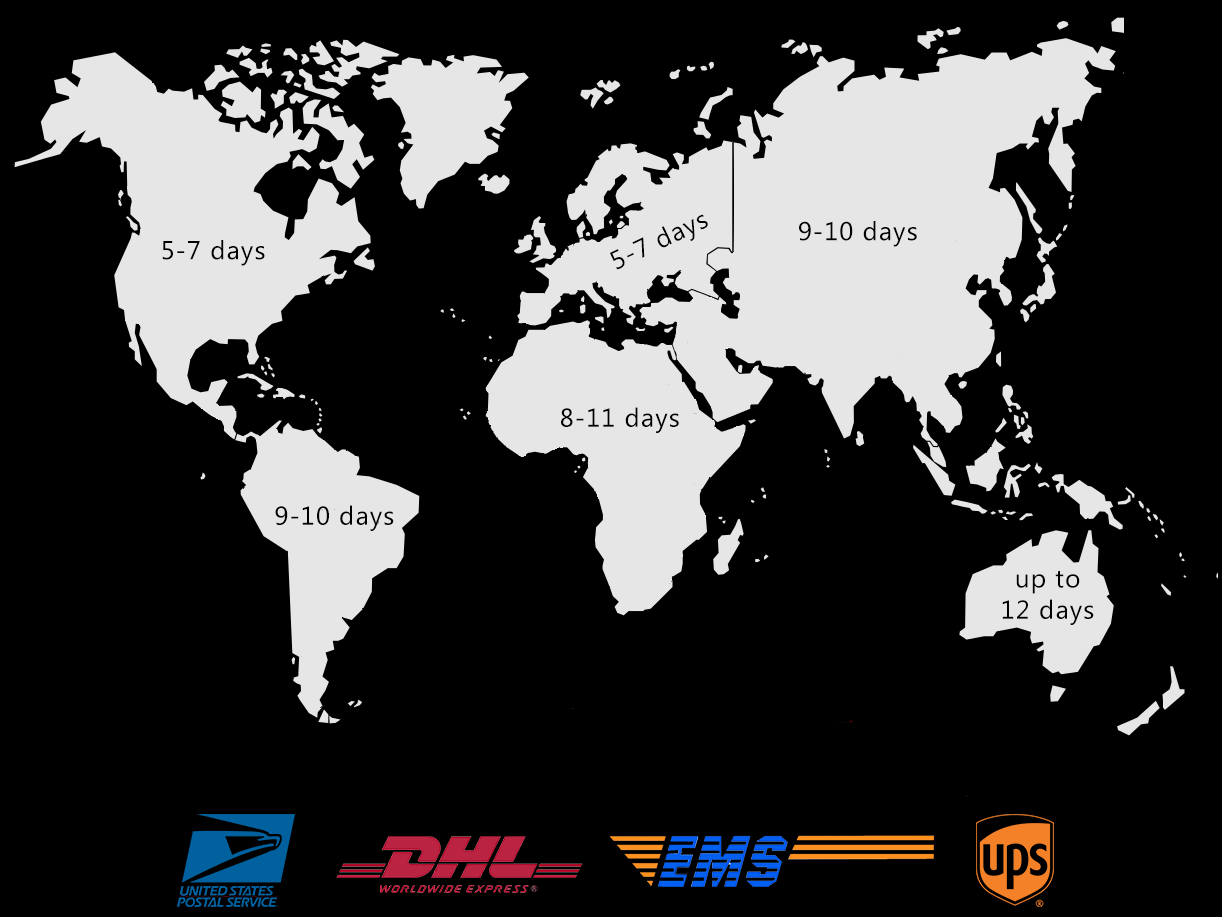 5-7 days
5-7 days
9-10 days
8-11 days
9-10 days
up to
12 days
UNITED STATES
POSTAL SERVICE
DHL
WORLDWIDE EXPRESS®
EMS
ups
®